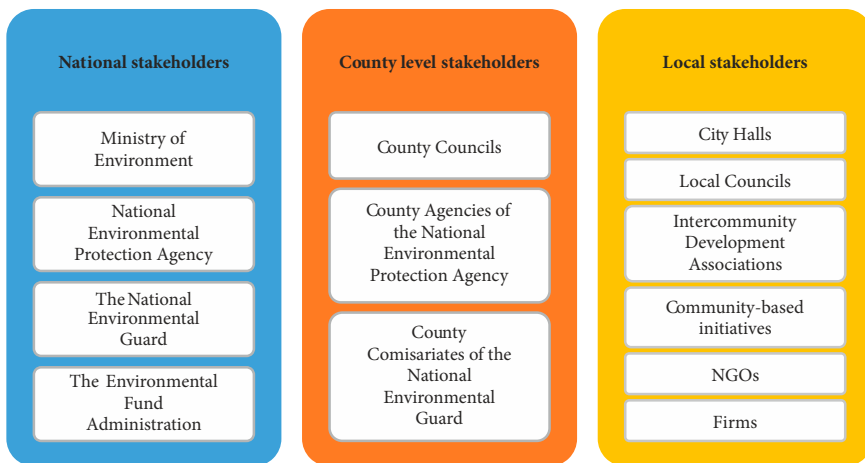 National stakeholders
Ministry of
Environment
National
Environmental
Protection Agency
The National
Environmental
Guard
The Environmental
Fund
Administration
County level stakeholders
County Councils
County Agencies of
the National
Environmental
Protection Agency
County
Comisariates of the
National
Environmental
Guard
Local stakeholders
City Halls
Local Councils
Intercommunity
Development
Associations
Community-based
initiatives
NGOs
Firms